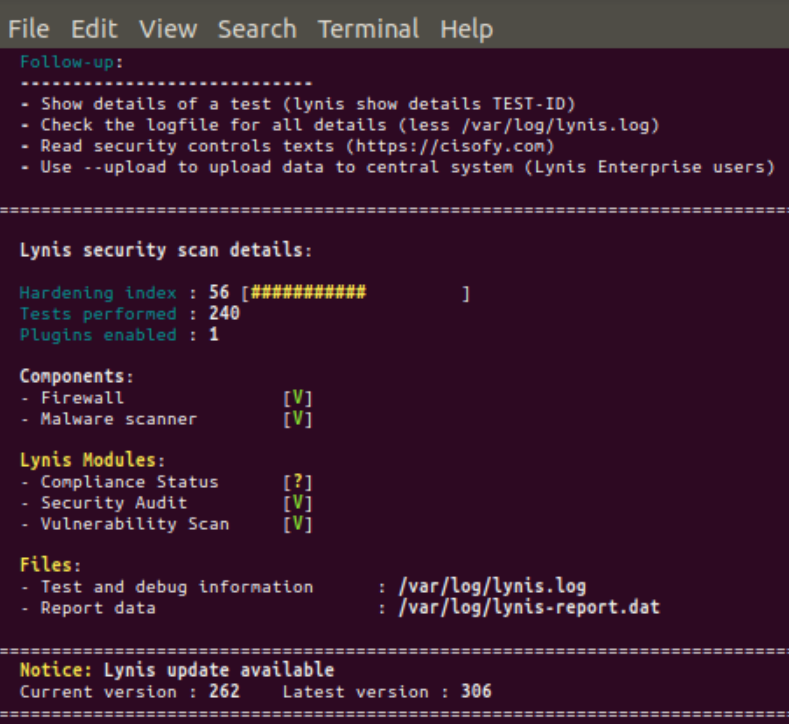 File Edit View Search Terminal Help
Follow-up:
----------------------------
- Show details of a test (lynis show details TEST-ID)
- Check the logfile for all details (less /var/log/lynis.log)
- Read security controls texts (https://cisofy.com)
- Use --upload to upload data to central system (Lynis Enterprise users)
================================================================================
Lynis security scan details:
Hardening index : 56 [###########         ]
Tests performed : 240
Plugins enabled : 1
Components:
- Firewall               [V]
- Malware scanner        [V]
Lynis Modules:
- Compliance Status      [?]
- Security Audit         [V]
- Vulnerability Scan     [V]
Files:
- Test and debug information      : /var/log/lynis.log
- Report data                     : /var/log/lynis-report.dat
================================================================================
Notice: Lynis update available
Current version : 262    Latest version : 306
================================================================================